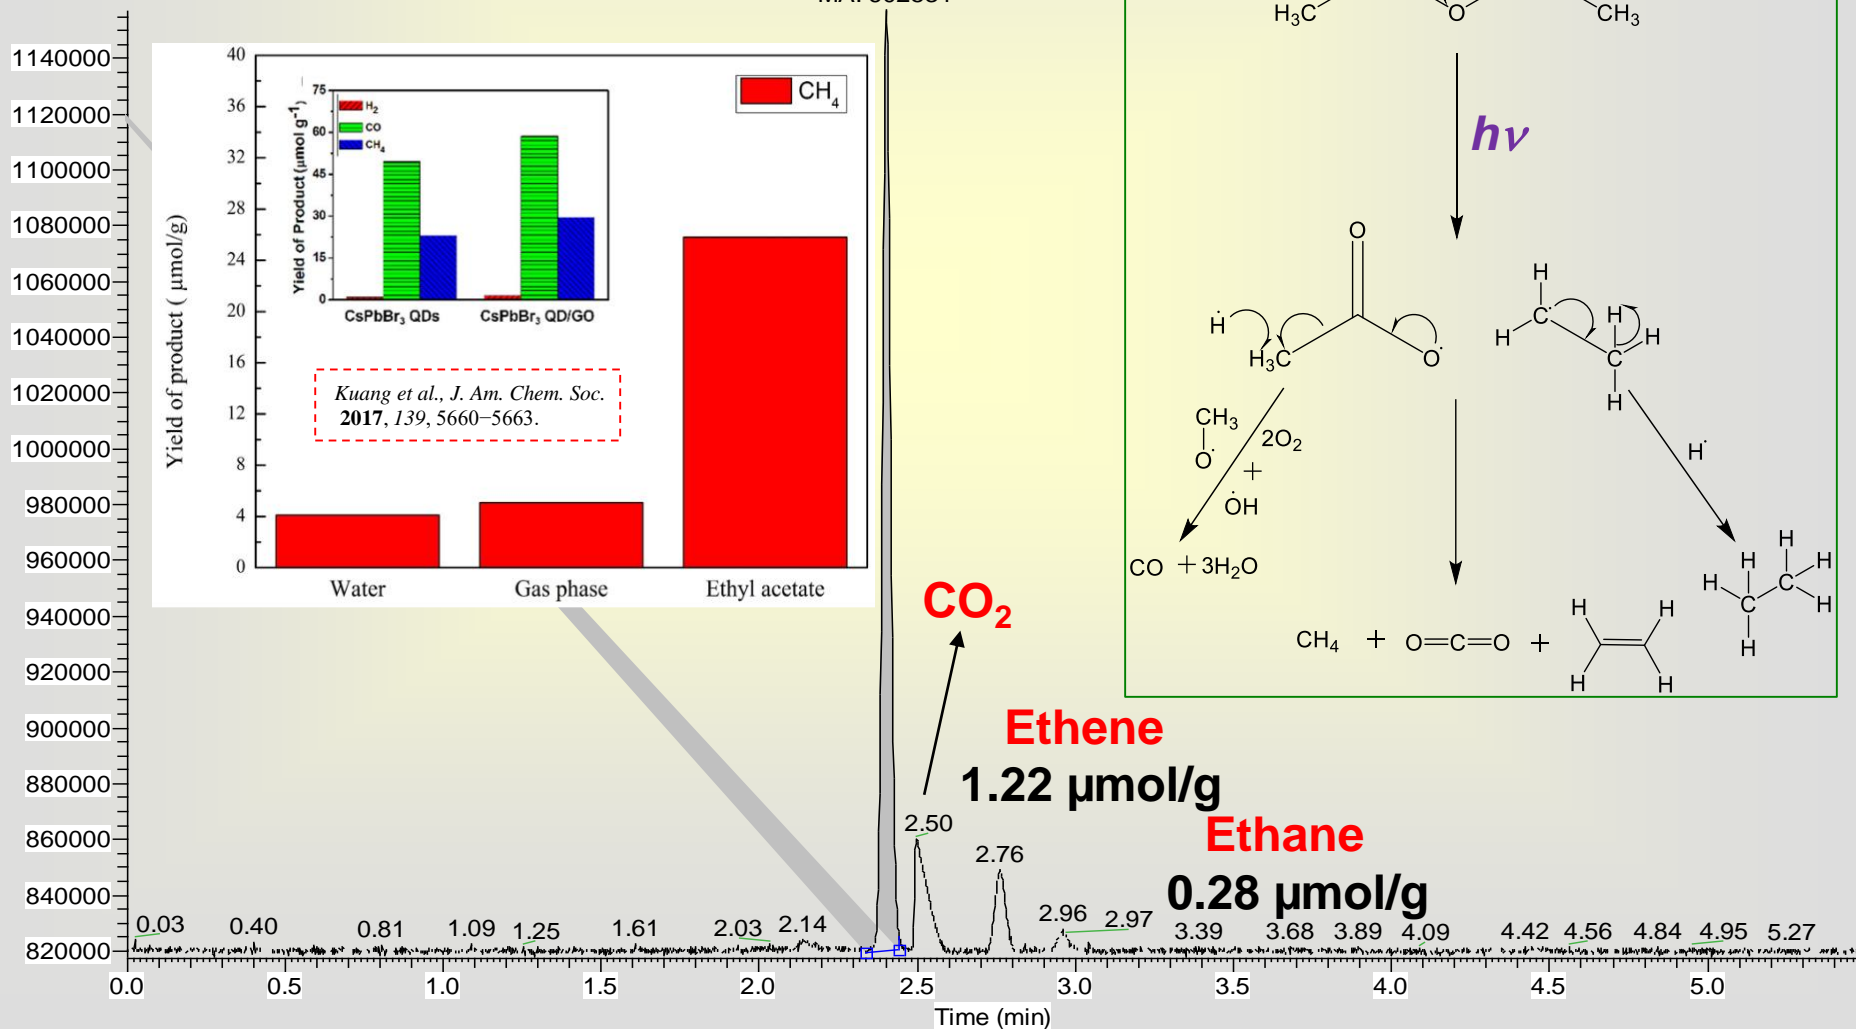 H3C
O
CH3
hν
1140000
1120000
1100000
1080000
1060000
1040000
1020000
1000000
980000
960000
940000
920000
900000
880000
860000
840000
820000
Yield of product ( μmol/g)
40
36
32
28
24
20
16
12
8
4
0
CH4
Yield of Product (μmol g-1)
75
60
45
30
15
0
H2
CO
CH4
CsPbBr3 QDs
CsPbBr3 QD/GO
Kuang et al., J. Am. Chem. Soc.
2017, 139, 5660−5663.
Water
Gas phase
Ethyl acetate
O
H
H3C
O
H
C
H
H
H
C
H
CH3
O
2O2
+
OH
H
CO + 3H2O
CH4 + O=C=O +
H
H
H
H
H
H
H
H
C
H
C
H
H
CO2
Ethene
1.22 μmol/g
Ethane
0.28 μmol/g
2.50
2.76
2.96
2.97
0.03
0.40
0.81
1.09
1.25
1.61
2.03
2.14
3.39
3.68
3.89
4.09
4.42
4.56
4.84
4.95
5.27
0.0
0.5
1.0
1.5
2.0
2.5
3.0
3.5
4.0
4.5
5.0
Time (min)